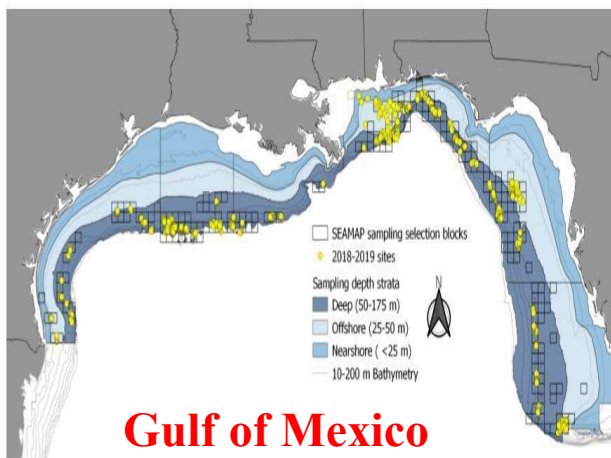 SEAMAP sampling selection blocks
2018-2019 sites
Sampling depth strata
N
Deep (50-175 m)
Offshore (25-50 m)
Nearshore ( <25 m)
10-200 m Bathymetry
Gulf of Mexico